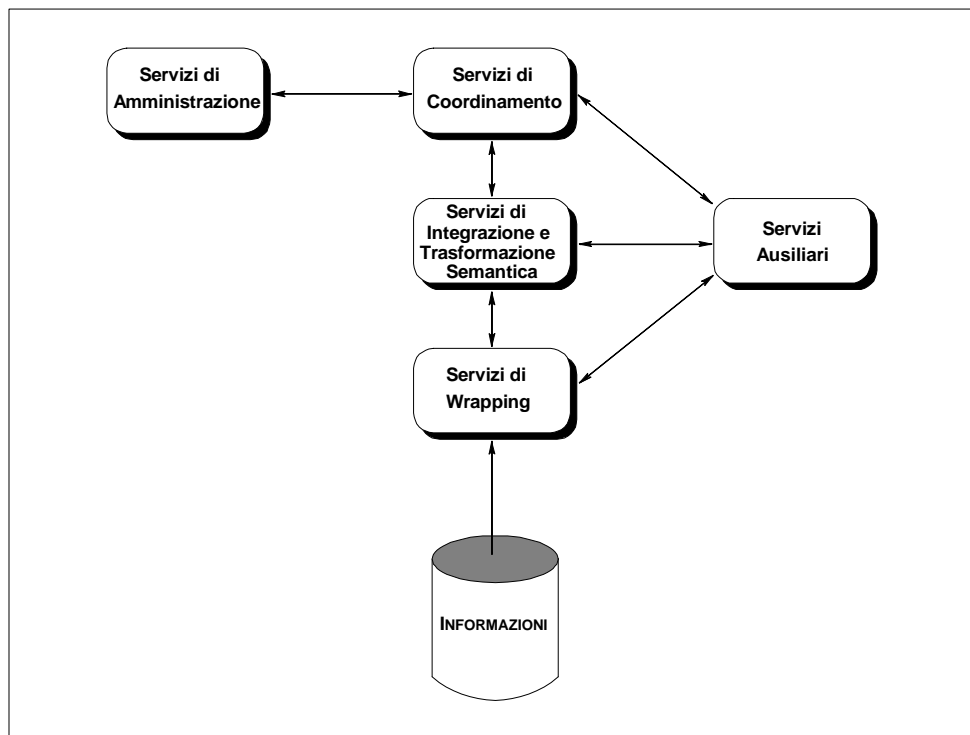 Servizi di
Amministrazione
Servizi di
Coordinamento
Servizi di
Integrazione e
Trasformazione
Semantica
Servizi
Ausiliari
Servizi di
Wrapping
INFORMAZIONI